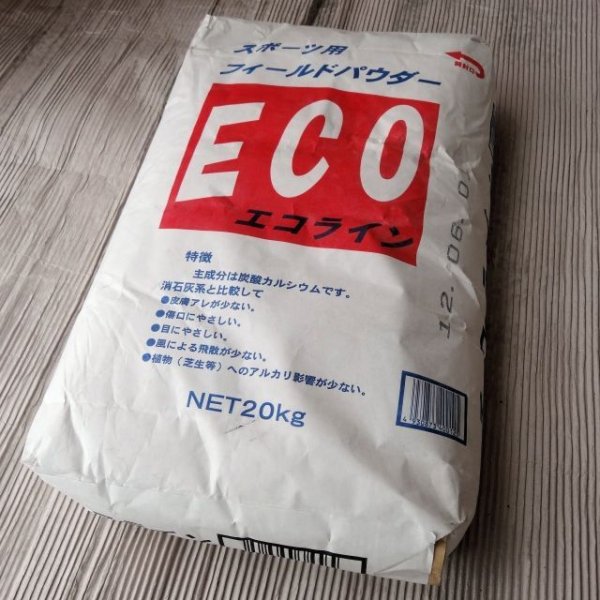 スポーツ用
フィールドパウダー
ECO
エコライン
特徴
主成分は炭酸カルシウムです。
消石灰系と比較して
●皮膚アレが少ない。
●傷口にやさしい。
●目にやさしい。
●風による飛散が少ない。
●植物(芝生等)へのアルカリ影響が少ない。
NET20kg
12.06.0